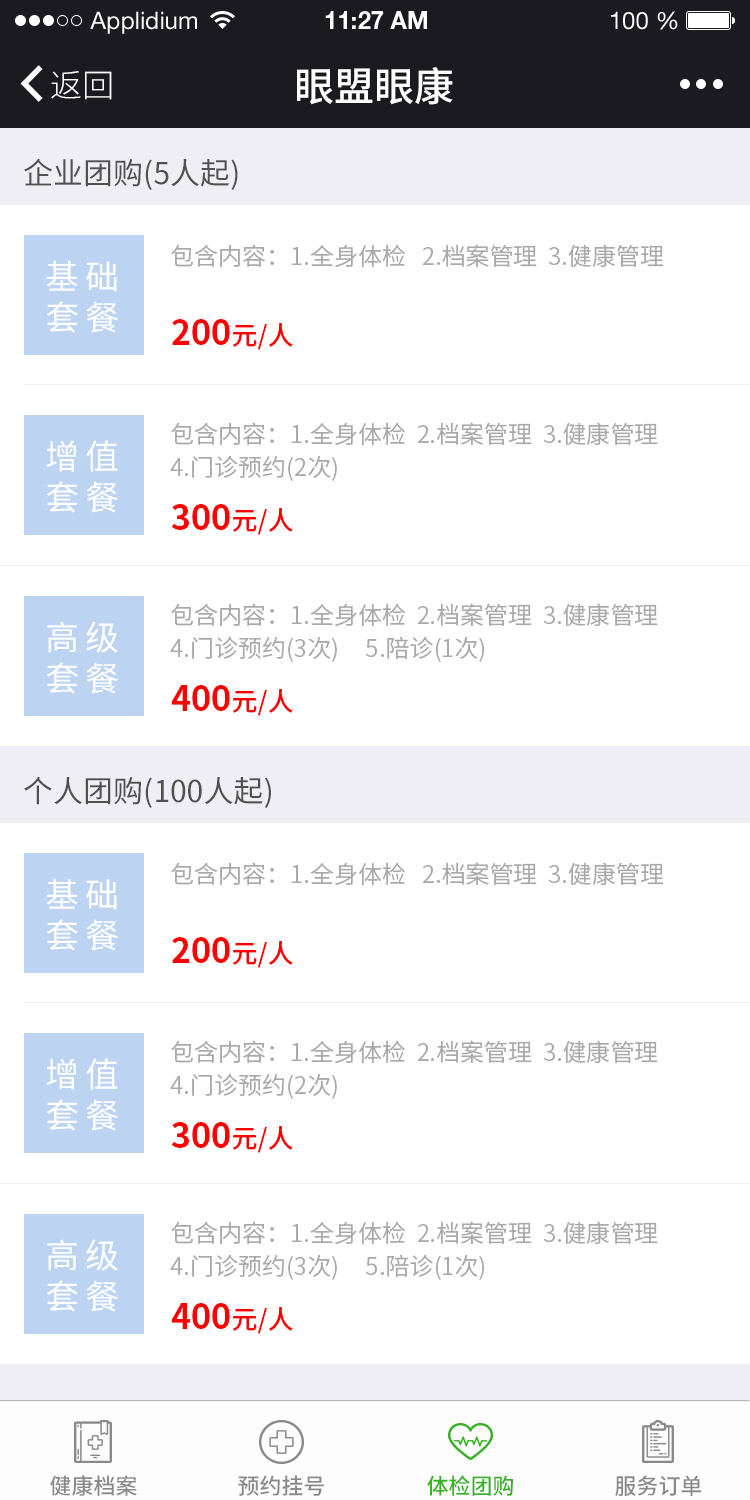 Applidium 11:27 AM 100 %
返回 眼盟眼康
企业团购(5人起)
基础
套餐
包含内容：1.全身体检 2.档案管理 3.健康管理
200元/人
增值
套餐
包含内容：1.全身体检 2.档案管理 3.健康管理
4.门诊预约(2次)
300元/人
高级
套餐
包含内容：1.全身体检 2.档案管理 3.健康管理
4.门诊预约(3次) 5.陪诊(1次)
400元/人
个人团购(100人起)
基础
套餐
包含内容：1.全身体检 2.档案管理 3.健康管理
200元/人
增值
套餐
包含内容：1.全身体检 2.档案管理 3.健康管理
4.门诊预约(2次)
300元/人
高级
套餐
包含内容：1.全身体检 2.档案管理 3.健康管理
4.门诊预约(3次) 5.陪诊(1次)
400元/人
健康档案 预约挂号 体检团购 服务订单